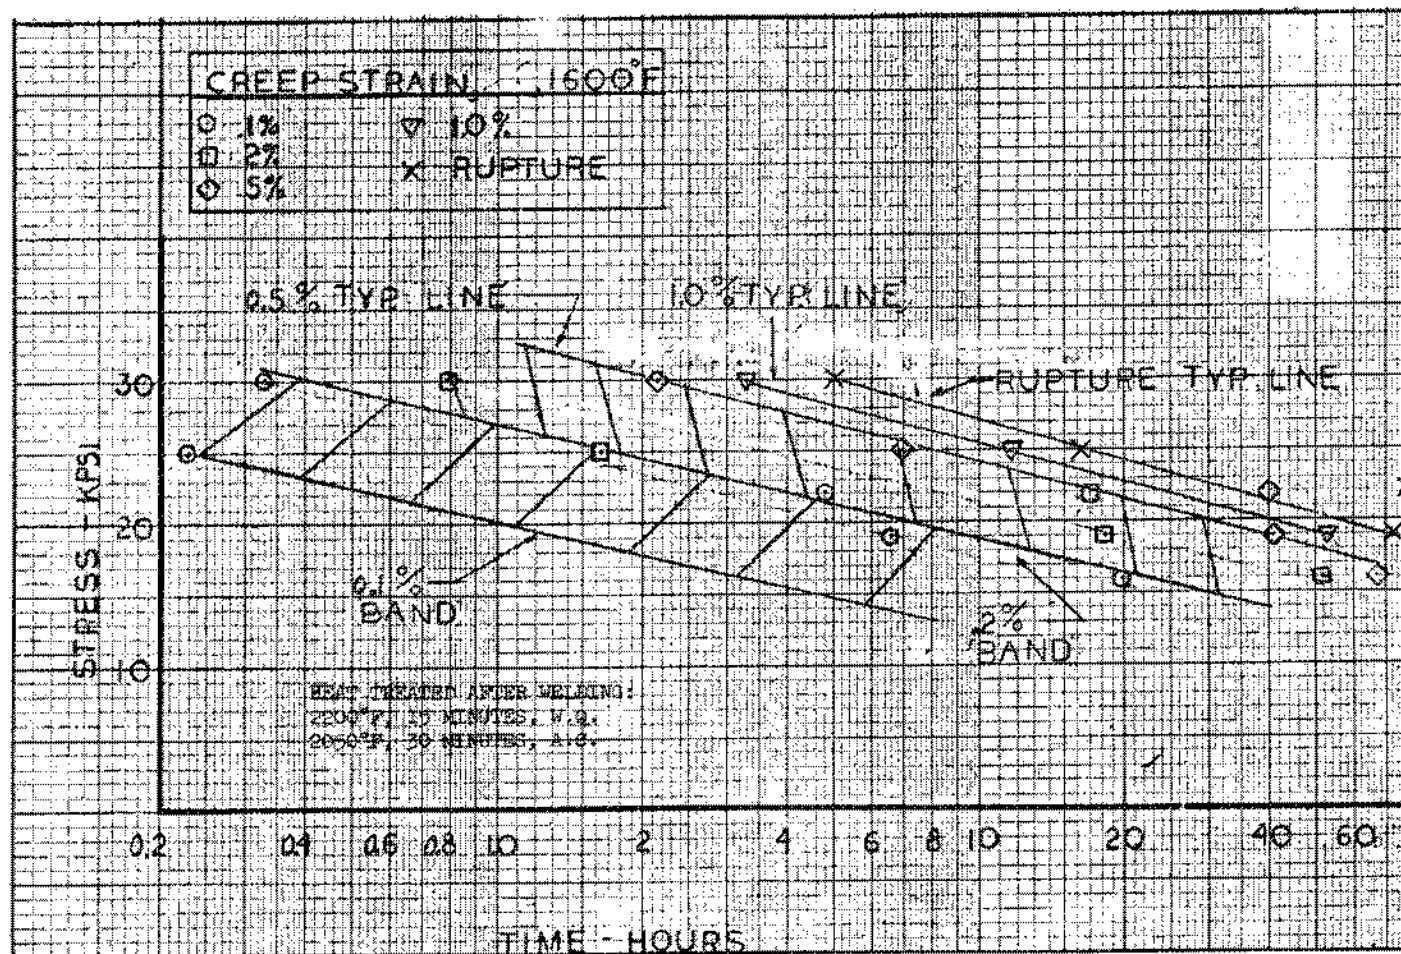 CREEP STRAIN, 1600°F
.1%
1.0%
.2%
RUPTURE
.5%
0.5% TYP. LINE
1.0% TYP. LINE
RUPTURE TYP. LINE
30
20
10
STRESS - KPSI
0.1%
BAND
.2%
BAND
HEAT TREATED AFTER WELDING:
2200°F, 15 MINUTES, W.Q.
2050°F, 30 MINUTES, A.C.
0.2 0.4 0.6 0.8 1.0 2 4 6 8 10 20 40 60
TIME - HOURS